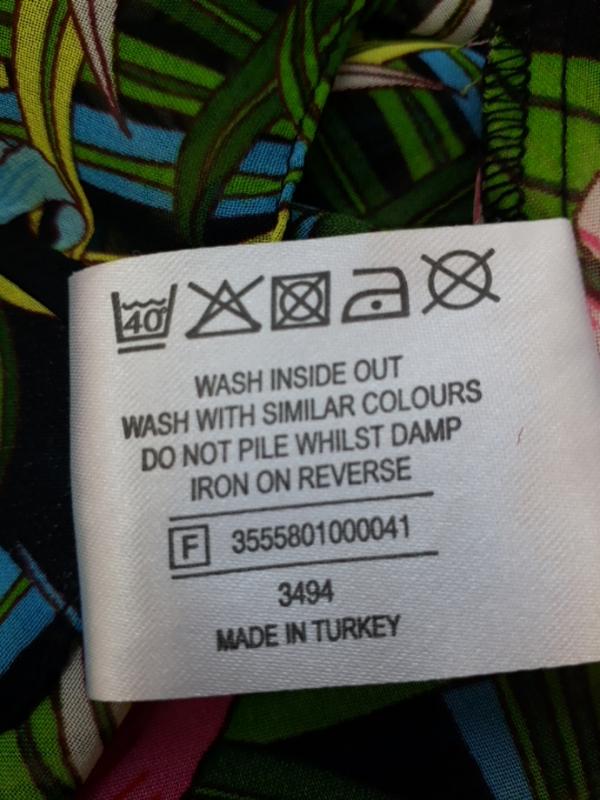 40
WASH INSIDE OUT
WASH WITH SIMILAR COLOURS
DO NOT PILE WHILST DAMP
IRON ON REVERSE
F 3555801000041
3494
MADE IN TURKEY